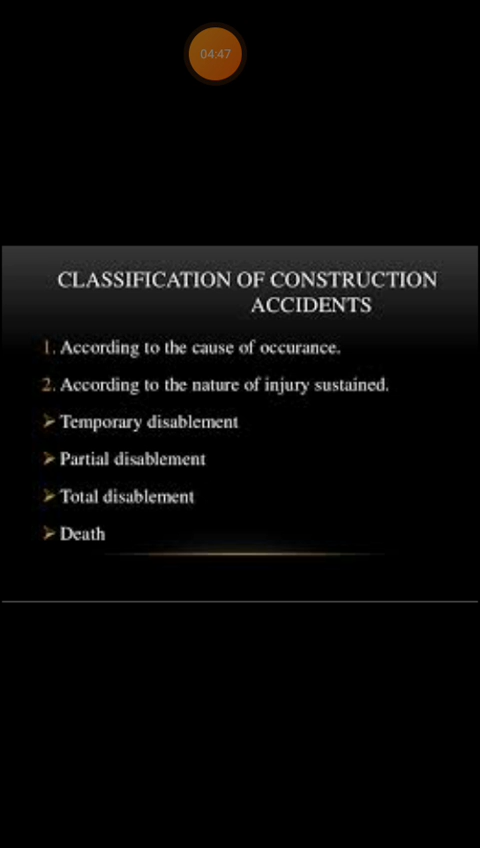 04:47
CLASSIFICATION OF CONSTRUCTION
ACCIDENTS
1. According to the cause of occurance.
2. According to the nature of injury sustained.
➢ Temporary disablement
➢ Partial disablement
➢ Total disablement
➢ Death